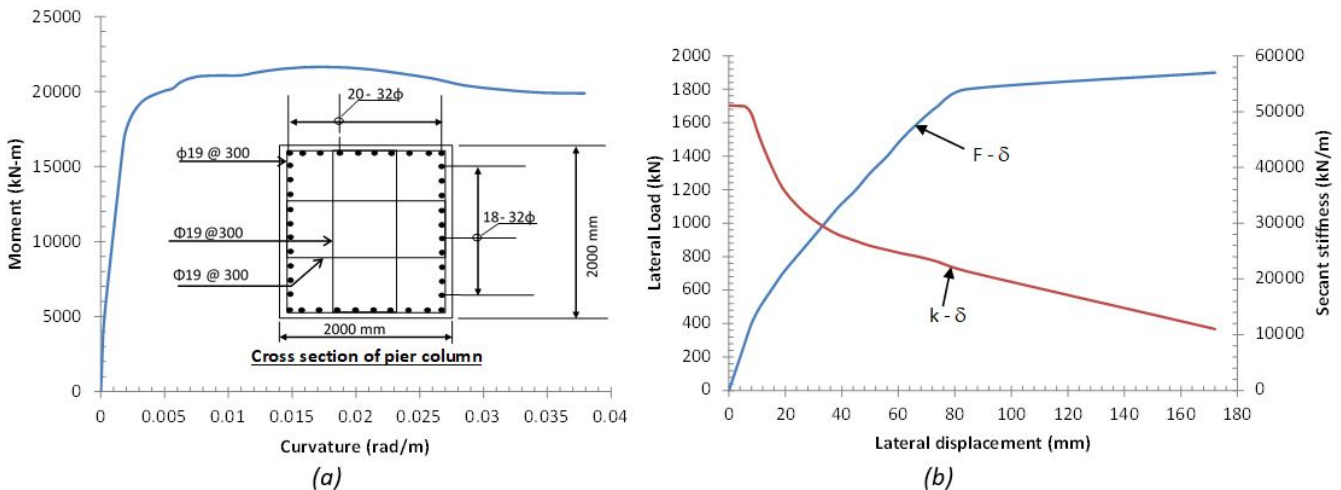 25000
20000
15000
10000
5000
0
Moment (kN-m)
0 0.005 0.01 0.015 0.02 0.025 0.03 0.035 0.04
Curvature (rad/m)
20 - 32ϕ
ϕ19 @ 300
Φ19 @300
Φ19 @ 300
18- 32ϕ
2000 mm
2000 mm
Cross section of pier column
(a)
2000
1800
1600
1400
1200
1000
800
600
400
200
0
Lateral Load (kN)
F - δ
k - δ
60000
50000
40000
30000
20000
10000
0
Secant stiffness (kN/m)
0 20 40 60 80 100 120 140 160 180
Lateral displacement (mm)
(b)